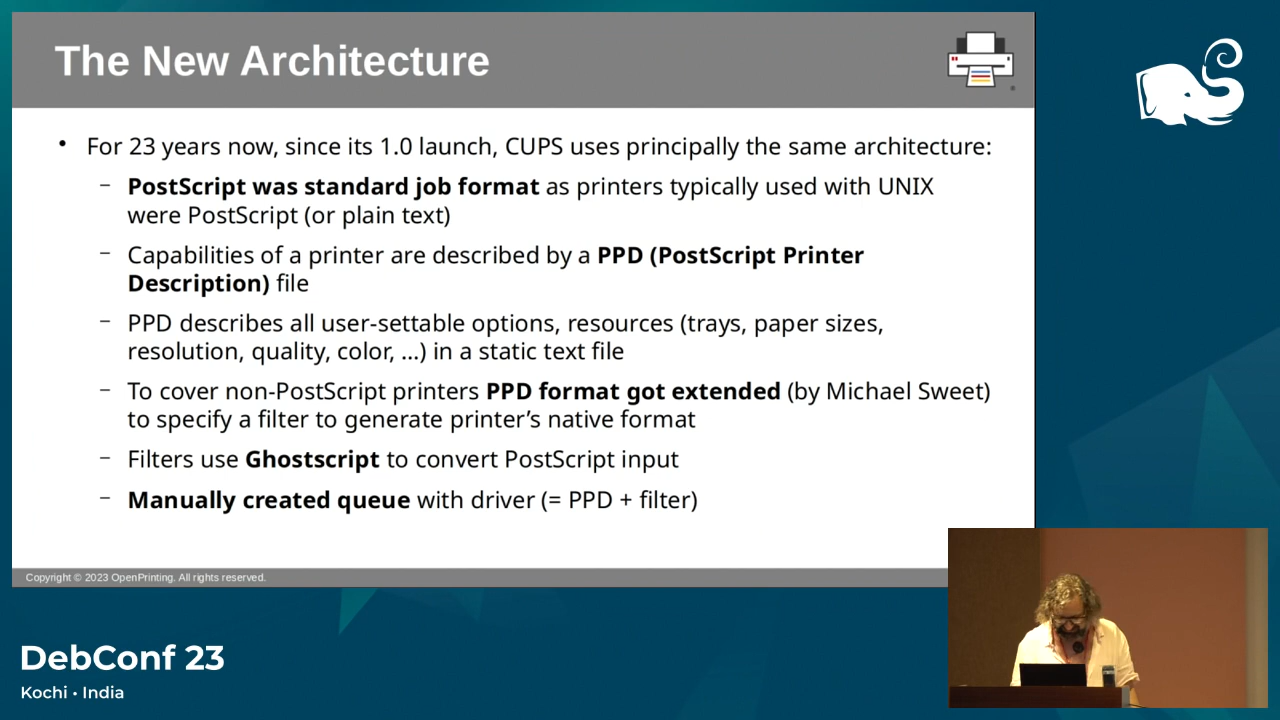 The New Architecture
• For 23 years now, since its 1.0 launch, CUPS uses principally the same architecture:
– PostScript was standard job format as printers typically used with UNIX
were PostScript (or plain text)
– Capabilities of a printer are described by a PPD (PostScript Printer
Description) file
– PPD describes all user-settable options, resources (trays, paper sizes,
resolution, quality, color, ...) in a static text file
– To cover non-PostScript printers PPD format got extended (by Michael Sweet)
to specify a filter to generate printer’s native format
– Filters use Ghostscript to convert PostScript input
– Manually created queue with driver (= PPD + filter)
Copyright © 2023 OpenPrinting. All rights reserved.
DebConf 23
Kochi • India